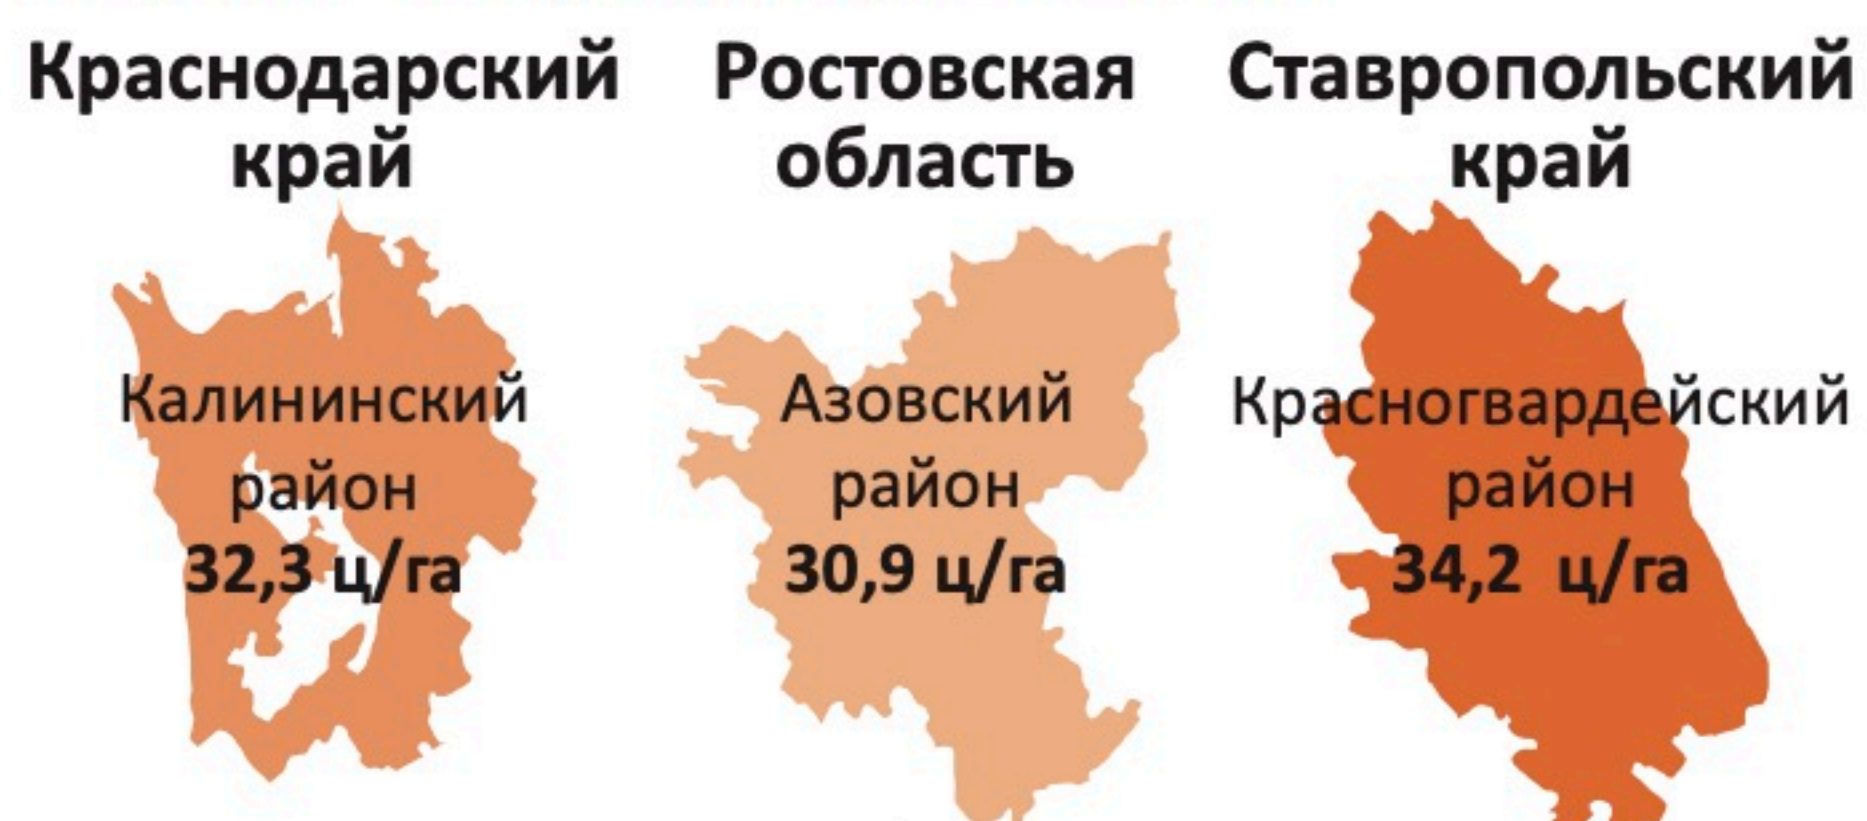 Краснодарский
край
Калининский
район
32,3 ц/га
Ростовская
область
Азовский
район
30,9 ц/га
Ставропольский
край
Красногвардейский
район
34,2 ц/га